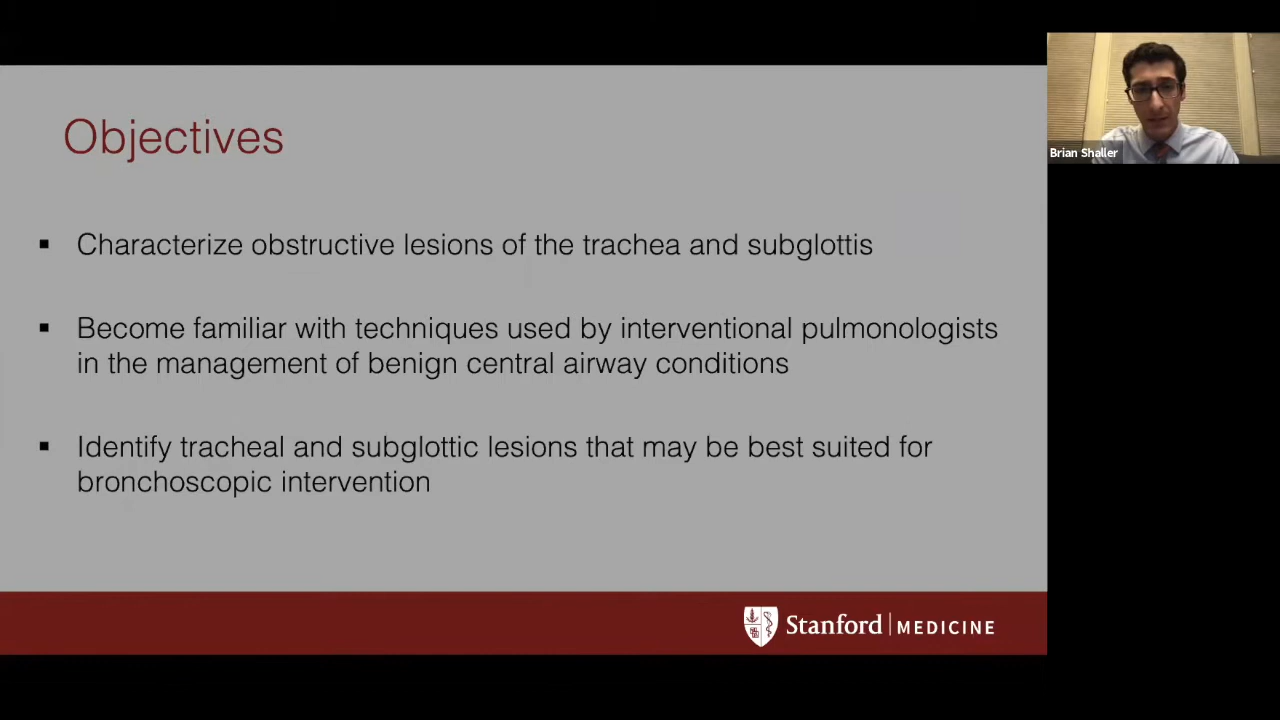 Objectives
Characterize obstructive lesions of the trachea and subglottis
Become familiar with techniques used by interventional pulmonologists
in the management of benign central airway conditions
Identify tracheal and subglottic lesions that may be best suited for
bronchoscopic intervention
Stanford MEDICINE
Brian Shaller